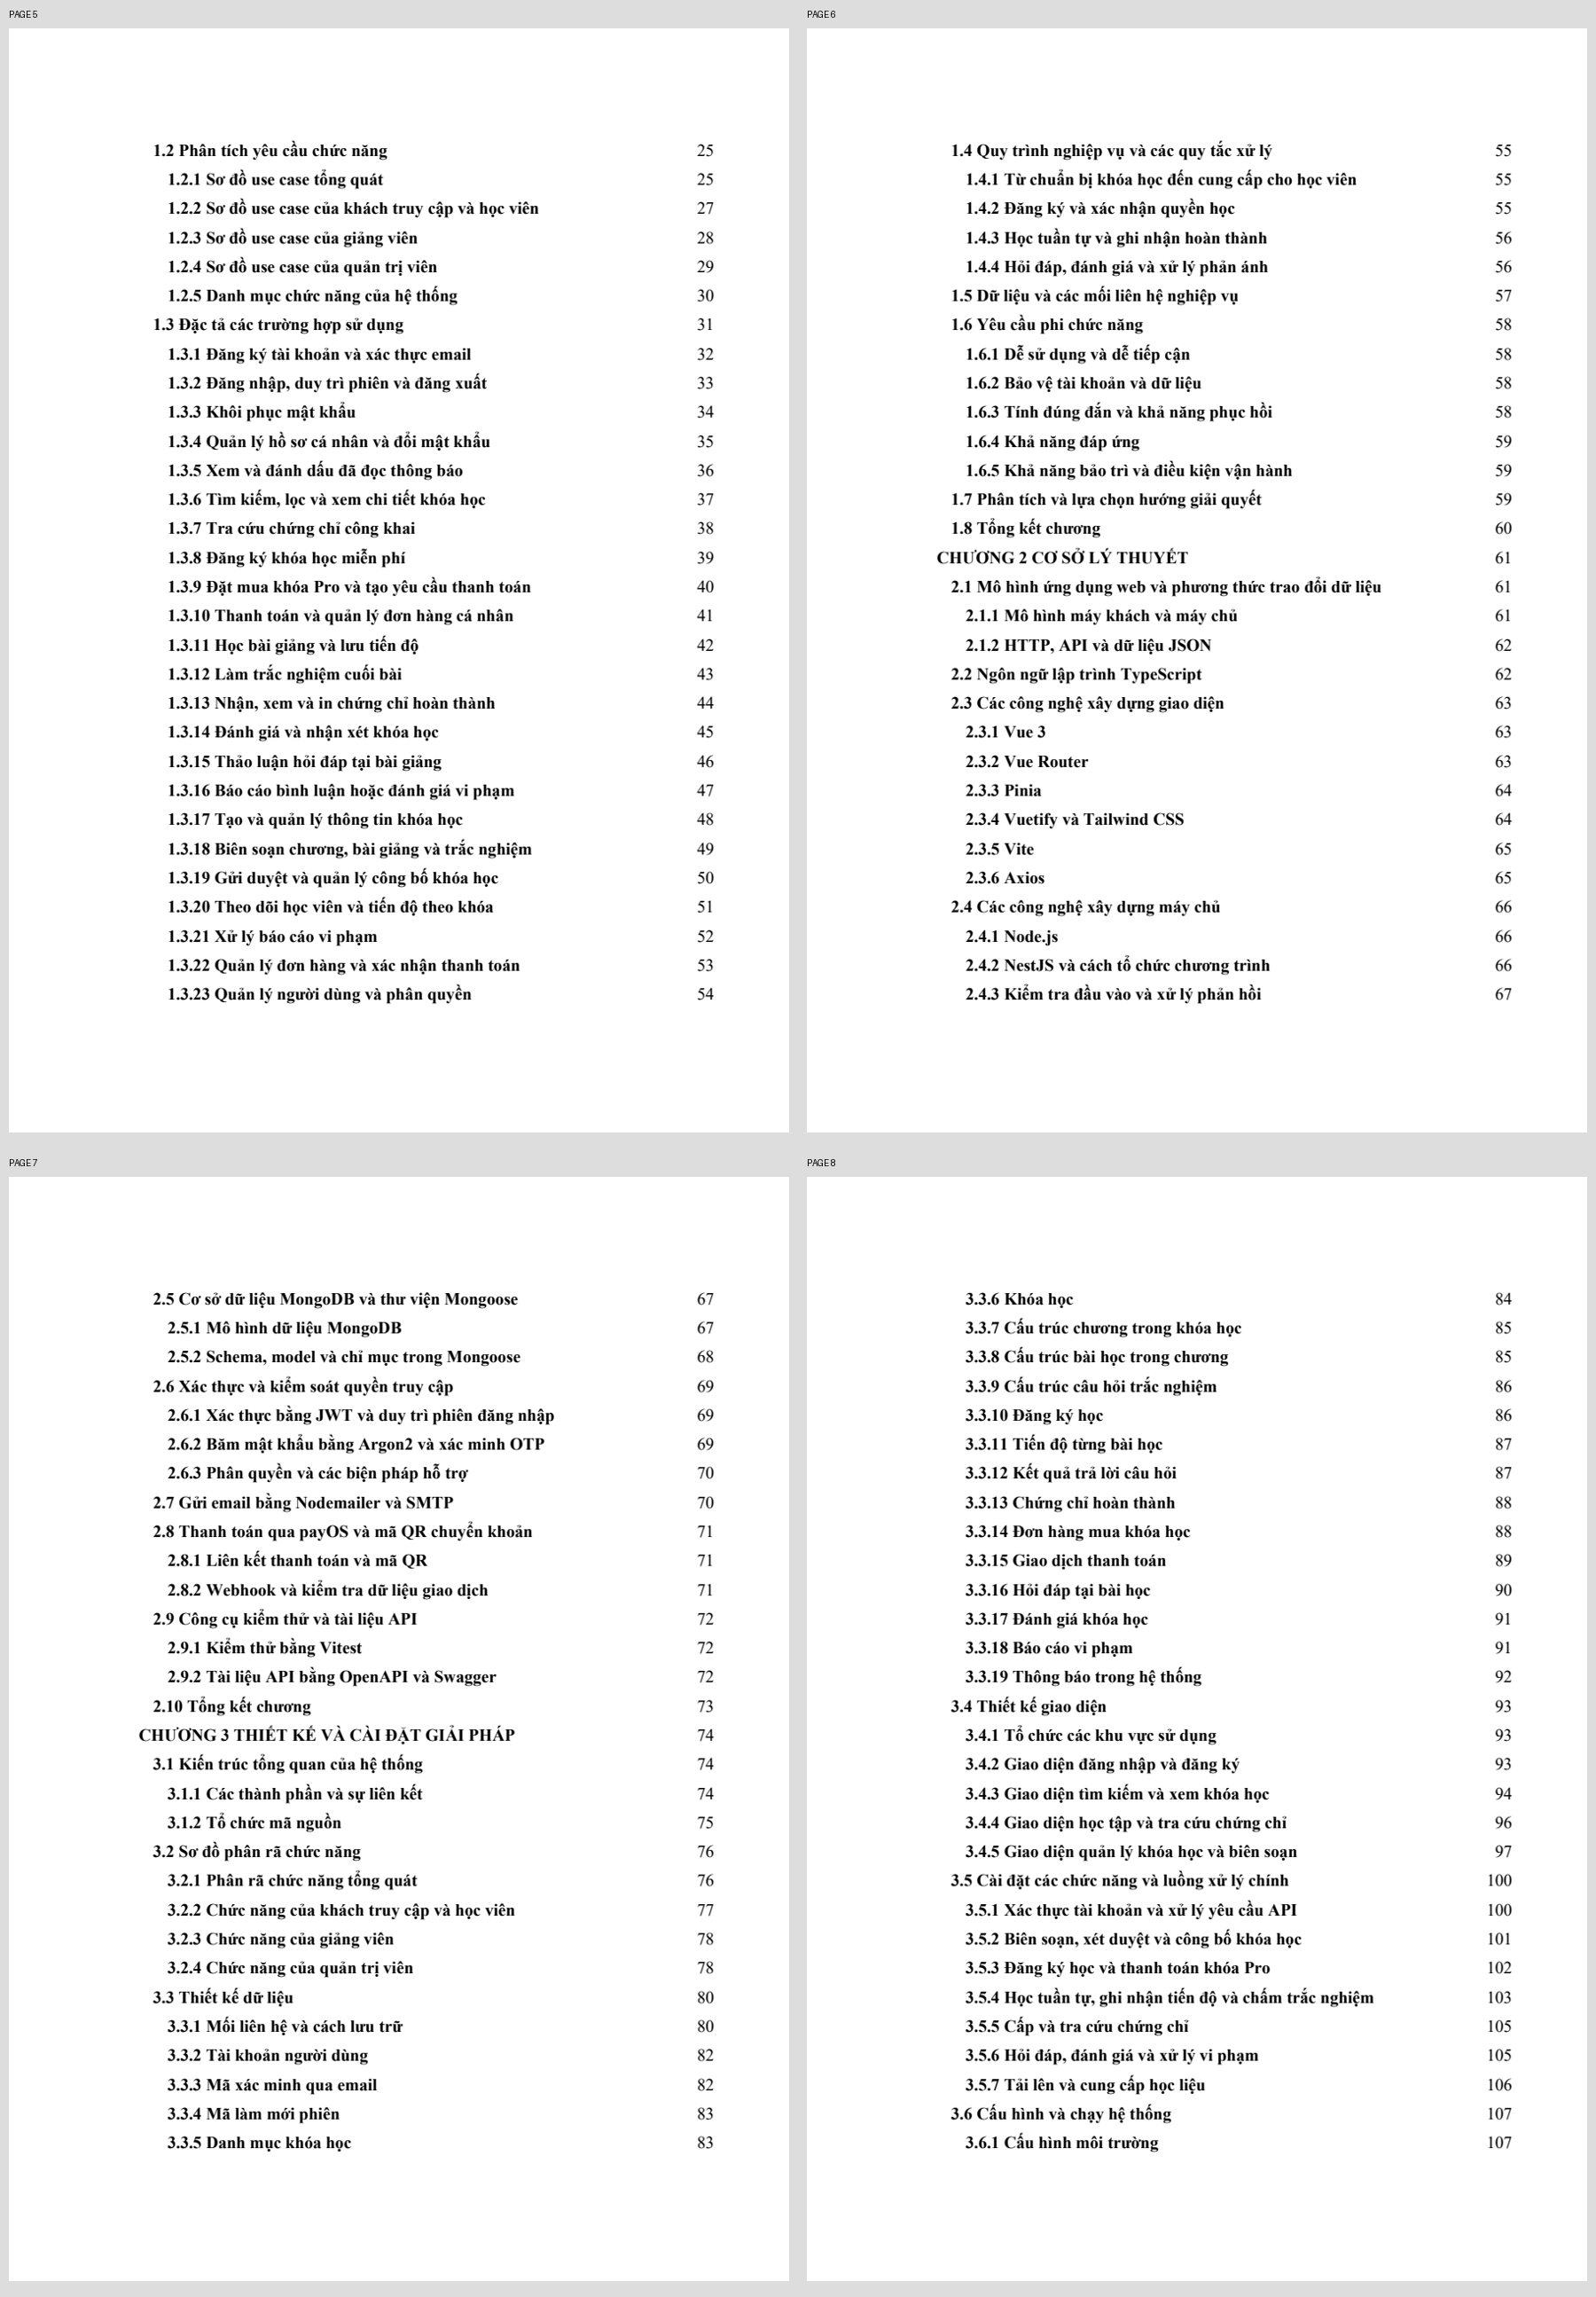 PAGE 5
1.2 Phân tích yêu cầu chức năng 25
1.2.1 Sơ đồ use case tổng quát 25
1.2.2 Sơ đồ use case của khách truy cập và học viên 27
1.2.3 Sơ đồ use case của giảng viên 28
1.2.4 Sơ đồ use case của quản trị viên 29
1.2.5 Danh mục chức năng của hệ thống 30
1.3 Đặc tả các trường hợp sử dụng 31
1.3.1 Đăng ký tài khoản và xác thực email 32
1.3.2 Đăng nhập, duy trì phiên và đăng xuất 33
1.3.3 Khôi phục mật khẩu 34
1.3.4 Quản lý hồ sơ cá nhân và đổi mật khẩu 35
1.3.5 Xem và đánh dấu đã đọc thông báo 36
1.3.6 Tìm kiếm, lọc và xem chi tiết khóa học 37
1.3.7 Tra cứu chứng chỉ công khai 38
1.3.8 Đăng ký khóa học miễn phí 39
1.3.9 Đặt mua khóa Pro và tạo yêu cầu thanh toán 40
1.3.10 Thanh toán và quản lý đơn hàng cá nhân 41
1.3.11 Học bài giảng và lưu tiến độ 42
1.3.12 Làm trắc nghiệm cuối bài 43
1.3.13 Nhận, xem và in chứng chỉ hoàn thành 44
1.3.14 Đánh giá và nhận xét khóa học 45
1.3.15 Thảo luận hỏi đáp tại bài giảng 46
1.3.16 Báo cáo bình luận hoặc đánh giá vi phạm 47
1.3.17 Tạo và quản lý thông tin khóa học 48
1.3.18 Biên soạn chương, bài giảng và trắc nghiệm 49
1.3.19 Gửi duyệt và quản lý công bố khóa học 50
1.3.20 Theo dõi học viên và tiến độ theo khóa 51
1.3.21 Xử lý báo cáo vi phạm 52
1.3.22 Quản lý đơn hàng và xác nhận thanh toán 53
1.3.23 Quản lý người dùng và phân quyền 54
PAGE 6
1.4 Quy trình nghiệp vụ và các quy tắc xử lý 55
1.4.1 Từ chuẩn bị khóa học đến cung cấp cho học viên 55
1.4.2 Đăng ký và xác nhận quyền học 55
1.4.3 Học tuần tự và ghi nhận hoàn thành 56
1.4.4 Hỏi đáp, đánh giá và xử lý phản ánh 56
1.5 Dữ liệu và các mối liên hệ nghiệp vụ 57
1.6 Yêu cầu phi chức năng 58
1.6.1 Dễ sử dụng và dễ tiếp cận 58
1.6.2 Bảo vệ tài khoản và dữ liệu 58
1.6.3 Tính đúng đắn và khả năng phục hồi 58
1.6.4 Khả năng đáp ứng 59
1.6.5 Khả năng bảo trì và điều kiện vận hành 59
1.7 Phân tích và lựa chọn hướng giải quyết 59
1.8 Tổng kết chương 60
CHƯƠNG 2 CƠ SỞ LÝ THUYẾT 61
2.1 Mô hình ứng dụng web và phương thức trao đổi dữ liệu 61
2.1.1 Mô hình máy khách và máy chủ 61
2.1.2 HTTP, API và dữ liệu JSON 62
2.2 Ngôn ngữ lập trình TypeScript 62
2.3 Các công nghệ xây dựng giao diện 63
2.3.1 Vue 3 63
2.3.2 Vue Router 63
2.3.3 Pinia 64
2.3.4 Vuetify và Tailwind CSS 64
2.3.5 Vite 65
2.3.6 Axios 65
2.4 Các công nghệ xây dựng máy chủ 66
2.4.1 Node.js 66
2.4.2 NestJS và cách tổ chức chương trình 66
2.4.3 Kiểm tra đầu vào và xử lý phản hồi 67
PAGE 7
2.5 Cơ sở dữ liệu MongoDB và thư viện Mongoose 67
2.5.1 Mô hình dữ liệu MongoDB 67
2.5.2 Schema, model và chỉ mục trong Mongoose 68
2.6 Xác thực và kiểm soát quyền truy cập 69
2.6.1 Xác thực bằng JWT và duy trì phiên đăng nhập 69
2.6.2 Băm mật khẩu bằng Argon2 và xác minh OTP 69
2.6.3 Phân quyền và các biện pháp hỗ trợ 70
2.7 Gửi email bằng Nodemailer và SMTP 70
2.8 Thanh toán qua payOS và mã QR chuyển khoản 71
2.8.1 Liên kết thanh toán và mã QR 71
2.8.2 Webhook và kiểm tra dữ liệu giao dịch 71
2.9 Công cụ kiểm thử và tài liệu API 72
2.9.1 Kiểm thử bằng Vitest 72
2.9.2 Tài liệu API bằng OpenAPI và Swagger 72
2.10 Tổng kết chương 73
CHƯƠNG 3 THIẾT KẾ VÀ CÀI ĐẶT GIẢI PHÁP 74
3.1 Kiến trúc tổng quan của hệ thống 74
3.1.1 Các thành phần và sự liên kết 74
3.1.2 Tổ chức mã nguồn 75
3.2 Sơ đồ phân rã chức năng 76
3.2.1 Phân rã chức năng tổng quát 76
3.2.2 Chức năng của khách truy cập và học viên 77
3.2.3 Chức năng của giảng viên 78
3.2.4 Chức năng của quản trị viên 78
3.3 Thiết kế dữ liệu 80
3.3.1 Mối liên hệ và cách lưu trữ 80
3.3.2 Tài khoản người dùng 82
3.3.3 Mã xác minh qua email 82
3.3.4 Mã làm mới phiên 83
3.3.5 Danh mục khóa học 83
PAGE 8
3.3.6 Khóa học 84
3.3.7 Cấu trúc chương trong khóa học 85
3.3.8 Cấu trúc bài học trong chương 85
3.3.9 Cấu trúc câu hỏi trắc nghiệm 86
3.3.10 Đăng ký học 86
3.3.11 Tiến độ từng bài học 87
3.3.12 Kết quả trả lời câu hỏi 87
3.3.13 Chứng chỉ hoàn thành 88
3.3.14 Đơn hàng mua khóa học 88
3.3.15 Giao dịch thanh toán 89
3.3.16 Hỏi đáp tại bài học 90
3.3.17 Đánh giá khóa học 91
3.3.18 Báo cáo vi phạm 91
3.3.19 Thông báo trong hệ thống 92
3.4 Thiết kế giao diện 93
3.4.1 Tổ chức các khu vực sử dụng 93
3.4.2 Giao diện đăng nhập và đăng ký 93
3.4.3 Giao diện tìm kiếm và xem khóa học 94
3.4.4 Giao diện học tập và tra cứu chứng chỉ 96
3.4.5 Giao diện quản lý khóa học và biên soạn 97
3.5 Cài đặt các chức năng và luồng xử lý chính 100
3.5.1 Xác thực tài khoản và xử lý yêu cầu API 100
3.5.2 Biên soạn, xét duyệt và công bố khóa học 101
3.5.3 Đăng ký học và thanh toán khóa Pro 102
3.5.4 Học tuần tự, ghi nhận tiến độ và chấm trắc nghiệm 103
3.5.5 Cấp và tra cứu chứng chỉ 105
3.5.6 Hỏi đáp, đánh giá và xử lý vi phạm 105
3.5.7 Tải lên và cung cấp học liệu 106
3.6 Cấu hình và chạy hệ thống 107
3.6.1 Cấu hình môi trường 107